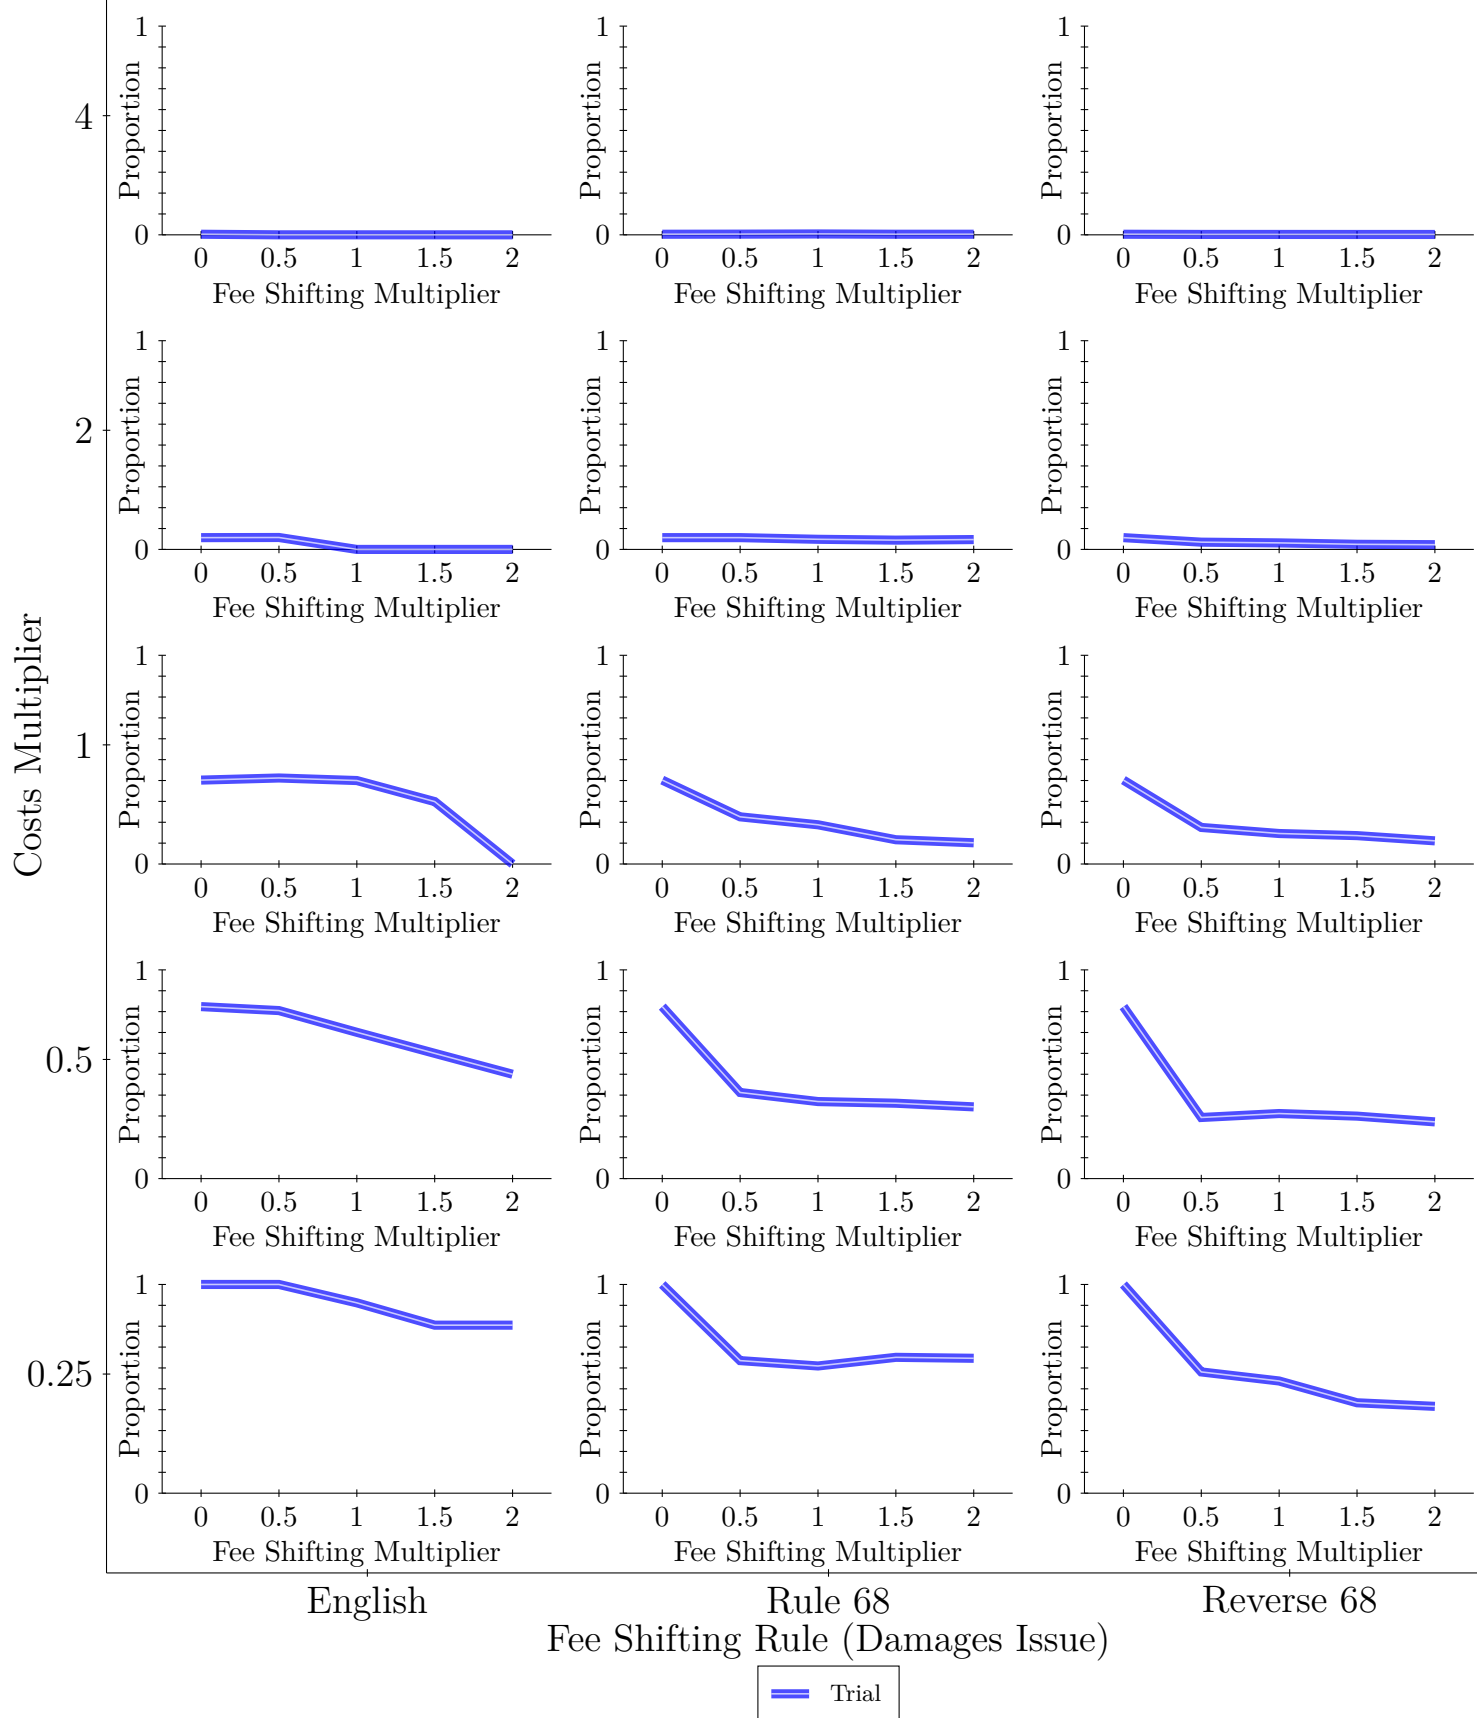 Costs Multiplier
4
1
Proportion
0
0 0.5 1 1.5 2
Fee Shifting Multiplier
1
Proportion
0
0 0.5 1 1.5 2
Fee Shifting Multiplier
1
Proportion
0
0 0.5 1 1.5 2
Fee Shifting Multiplier
2
1
Proportion
0
0 0.5 1 1.5 2
Fee Shifting Multiplier
1
Proportion
0
0 0.5 1 1.5 2
Fee Shifting Multiplier
1
Proportion
0
0 0.5 1 1.5 2
Fee Shifting Multiplier
1
1
Proportion
0
0 0.5 1 1.5 2
Fee Shifting Multiplier
1
Proportion
0
0 0.5 1 1.5 2
Fee Shifting Multiplier
1
Proportion
0
0 0.5 1 1.5 2
Fee Shifting Multiplier
0.5
1
Proportion
0
0 0.5 1 1.5 2
Fee Shifting Multiplier
1
Proportion
0
0 0.5 1 1.5 2
Fee Shifting Multiplier
1
Proportion
0
0 0.5 1 1.5 2
Fee Shifting Multiplier
0.25
1
Proportion
0
0 0.5 1 1.5 2
Fee Shifting Multiplier
1
Proportion
0
0 0.5 1 1.5 2
Fee Shifting Multiplier
1
Proportion
0
0 0.5 1 1.5 2
Fee Shifting Multiplier
English Rule 68 Reverse 68
Fee Shifting Rule (Damages Issue)
Trial